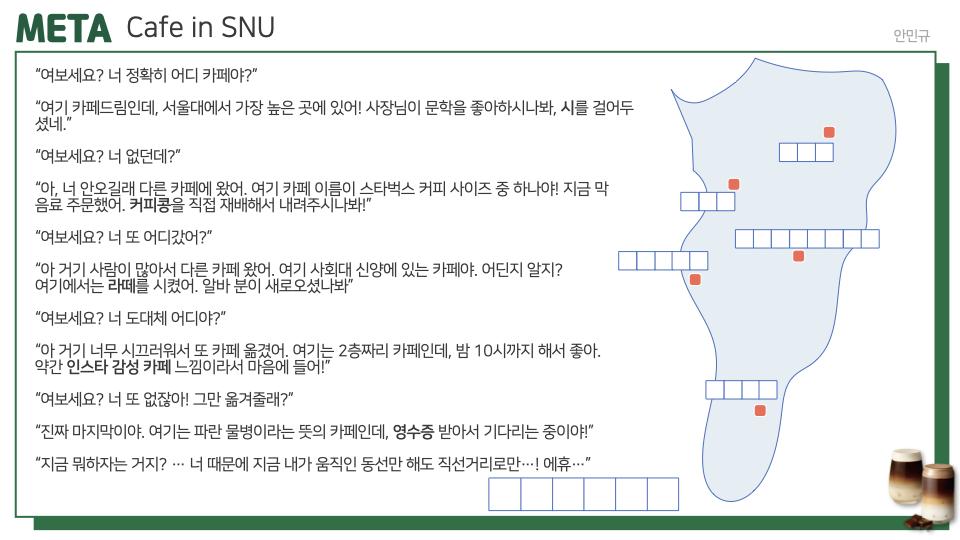 META Cafe in SNU
안민규
“여보세요? 너 정확히 어디 카페야?”
“여기 카페드림인데, 서울대에서 가장 높은 곳에 있어! 사장님이 문학을 좋아하시나봐, 시를 걸어두
셨네.”
“여보세요? 너 없던데?”
“아, 너 안오길래 다른 카페에 왔어. 여기 카페 이름이 스타벅스 커피 사이즈 중 하나야! 지금 막
음료 주문했어. 커피콩을 직접 재배해서 내려주시나봐!”
“여보세요? 너 또 어디갔어?”
“아 거기 사람이 많아서 다른 카페 왔어. 여기 사회대 신양에 있는 카페야. 어딘지 알지?
여기에서는 라떼를 시켰어. 알바 분이 새로오셨나봐”
“여보세요? 너 도대체 어디야?”
“아 거기 너무 시끄러워서 또 카페 옮겼어. 여기는 2층짜리 카페인데, 밤 10시까지 해서 좋아.
약간 인스타 감성 카페 느낌이라서 마음에 들어!”
“여보세요? 너 또 없잖아! 그만 옮겨줄래?”
“진짜 마지막이야. 여기는 파란 물병이라는 뜻의 카페인데, 영수증 받아서 기다리는 중이야!”
“지금 뭐하자는 거지? … 너 때문에 지금 내가 움직인 동선만 해도 직선거리로만…! 에휴…”